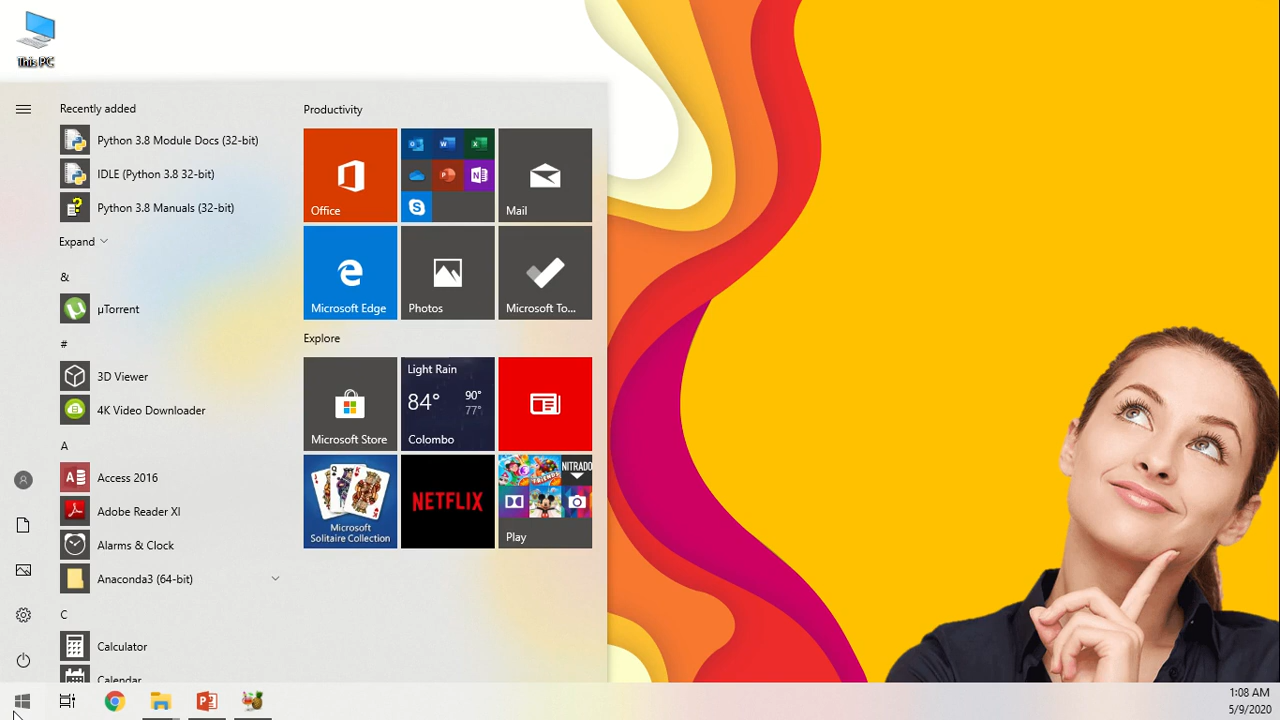 This PC
Recently added
Python 3.8 Module Docs (32-bit)
IDLE (Python 3.8 32-bit)
Python 3.8 Manuals (32-bit)
Expand
&
µTorrent
#
3D Viewer
4K Video Downloader
A
Access 2016
Adobe Reader XI
Alarms & Clock
Anaconda3 (64-bit)
C
Calculator
Calendar
Productivity
Office
Mail
Microsoft Edge
Photos
Microsoft To...
Explore
Microsoft Store
Light Rain
84°
90°
77°
Colombo
Microsoft
Solitaire Collection
NETFLIX
NITRADO
FRIENDS
Play
1:08 AM
5/9/2020